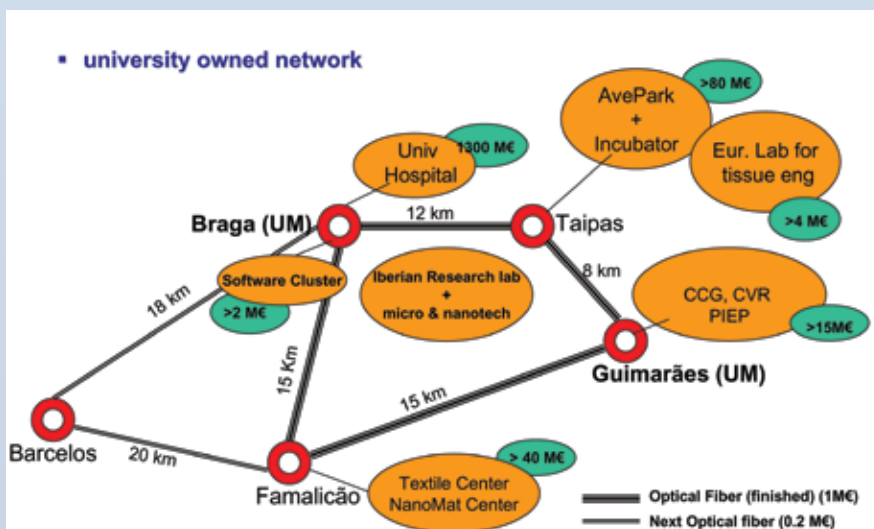 ▪ university owned network
>80 M€
AvePark
+
Incubator
1300 M€
Univ
Hospital
Eur. Lab for
tissue eng
>4 M€
Braga (UM)
12 km
Taipas
8 km
Software Cluster
>2 M€
Iberian Research lab
+
micro & nanotech
CCG, CVR
PIEP
>15M€
18 km
15 Km
15 km
Guimarães (UM)
Barcelos
20 km
Famalicão
> 40 M€
Textile Center
NanoMat Center
Optical Fiber (finished) (1M€)
Next Optical fiber (0.2 M€)